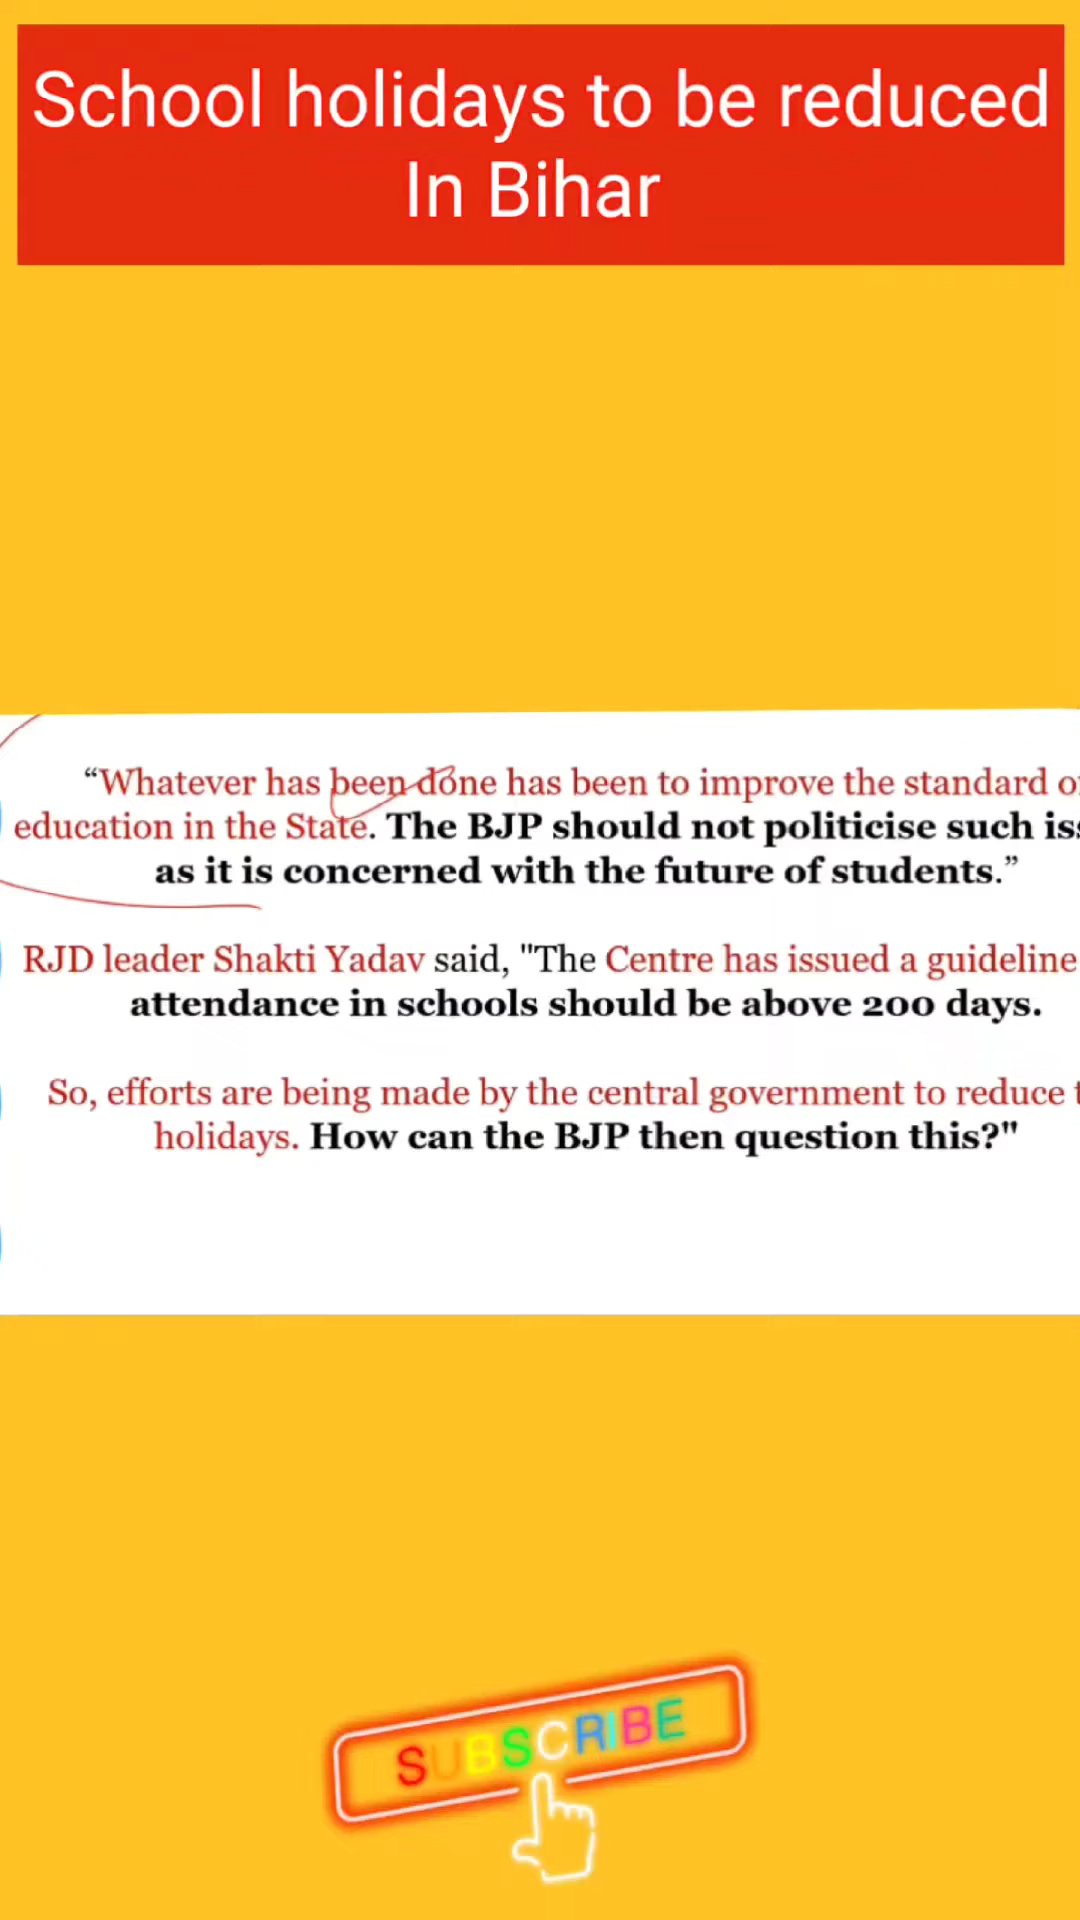 School holidays to be reduced
In Bihar
“Whatever has been done has been to improve the standard o
education in the State. The BJP should not politicise such is
as it is concerned with the future of students.”
RJD leader Shakti Yadav said, "The Centre has issued a guideline
attendance in schools should be above 200 days.
So, efforts are being made by the central government to reduce t
holidays. How can the BJP then question this?"
SUBSCRIBE